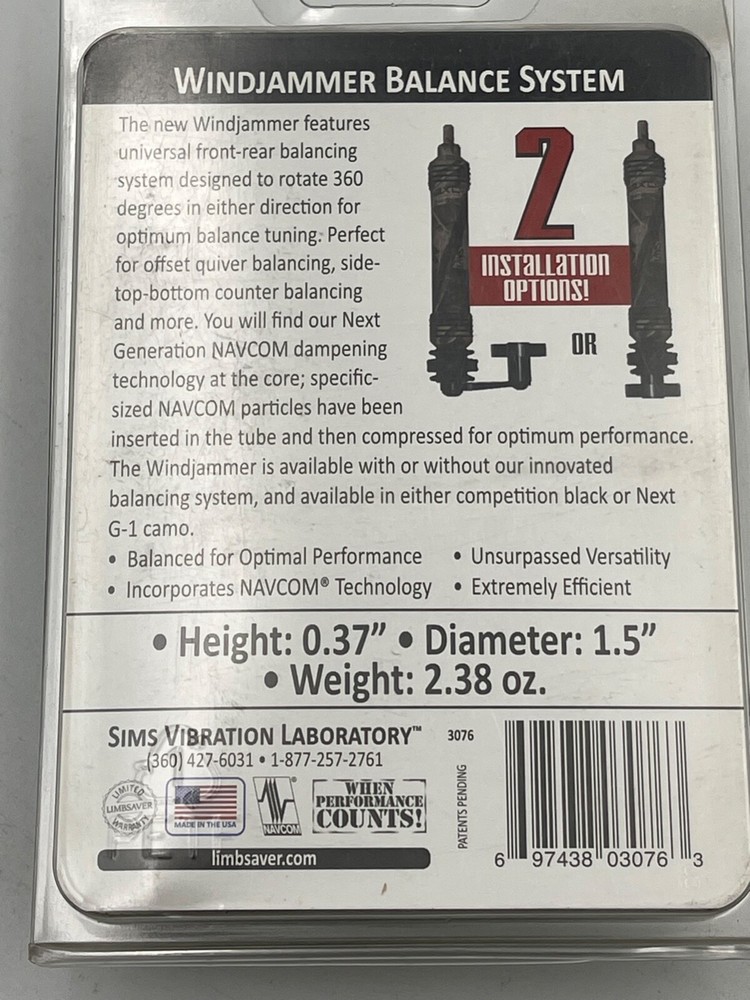 WINDJAMMER BALANCE SYSTEM
The new Windjammer features
universal front-rear balancing
system designed to rotate 360
degrees in either direction for
optimum balance tuning. Perfect
for offset quiver balancing, side-
top-bottom counter balancing
and more. You will find our Next
Generation NAVCOM dampening
technology at the core; specific-
sized NAVCOM particles have been
inserted in the tube and then compressed for optimum performance.
The Windjammer is available with or without our innovated
balancing system, and available in either competition black or Next
G-1 camo.
2
INSTALLATION
OPTIONS!
OR
• Balanced for Optimal Performance • Unsurpassed Versatility
• Incorporates NAVCOM® Technology • Extremely Efficient
• Height: 0.37” • Diameter: 1.5”
• Weight: 2.38 oz.
SIMS VIBRATION LABORATORY™ 3076
(360) 427-6031 • 1-877-257-2761
LIMITED
LIMBSAVER
WARRANTY
MADE IN THE USA
NAVCOM®
WHEN
PERFORMANCE
COUNTS!
limbsaver.com
PATENTS PENDING
6 97438 03076 3